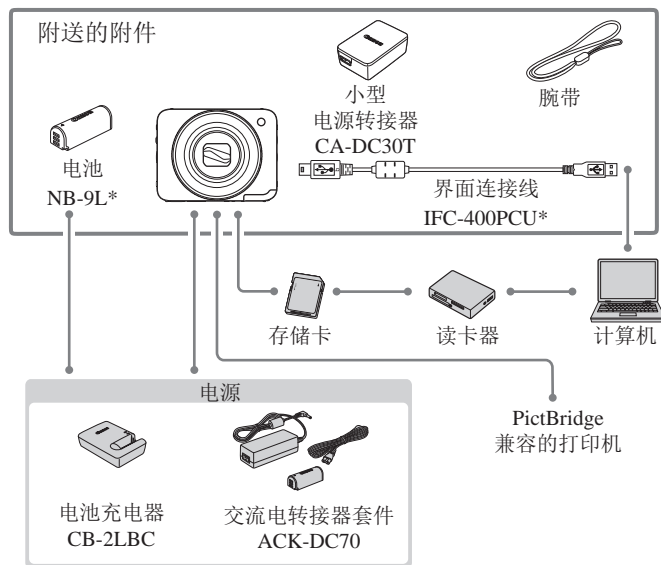 附送的附件
小型
电源转接器
CA-DC30T
腕带
电池
NB-9L*
界面连接线
IFC-400PCU*
存储卡
读卡器
计算机
电源
PictBridge
兼容的打印机
电池充电器
CB-2LBC
交流电转接器套件
ACK-DC70